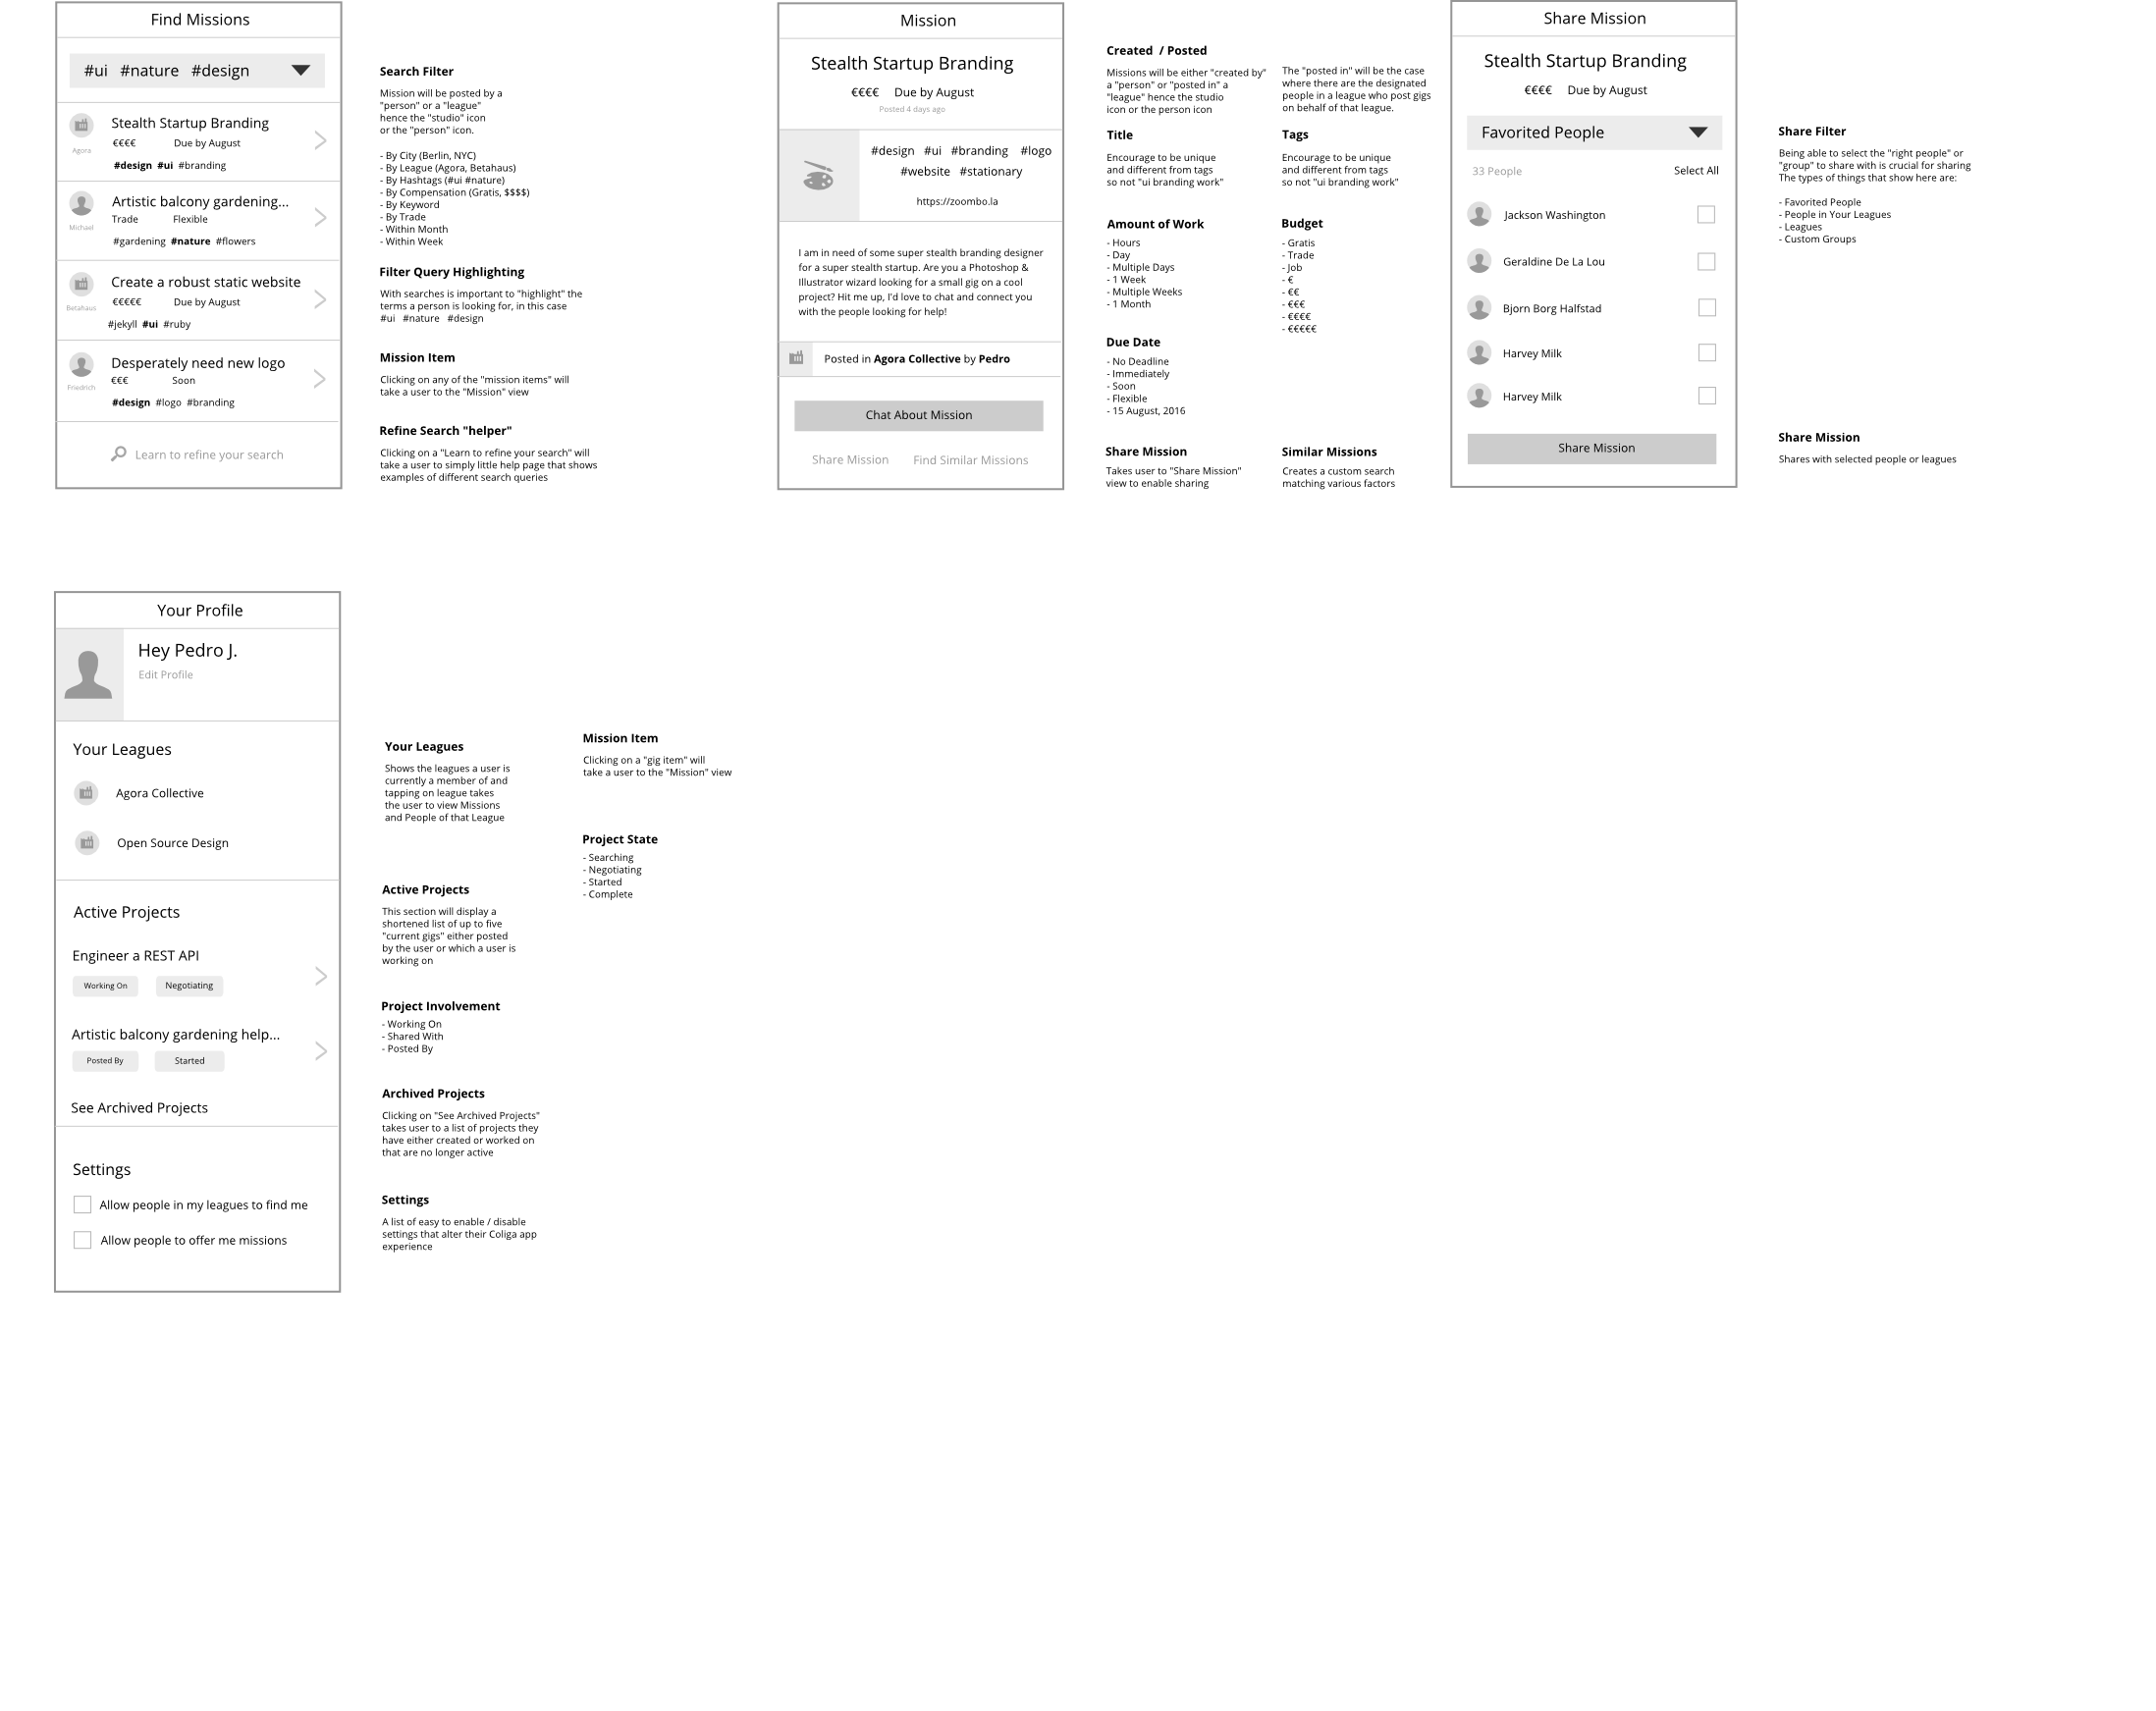 Find Missions
#ui #nature #design
Stealth Startup Branding
€€€€ Due by August
Agora
#design #ui #branding
Artistic balcony gardening...
Trade Flexible
Michael
#gardening #nature #flowers
Create a robust static website
€€€€€ Due by August
Betahaus
#jekyll #ui #ruby
Desperately need new logo
€€€ Soon
Friedrich
#design #logo #branding
Learn to refine your search
Search Filter
Mission will be posted by a
"person" or a "league"
hence the "studio" icon
or the "person" icon.
- By City (Berlin, NYC)
- By League (Agora, Betahaus)
- By Hashtags (#ui #nature)
- By Compensation (Gratis, $$$$)
- By Keyword
- By Trade
- Within Month
- Within Week
Filter Query Highlighting
With searches is important to "highlight" the
terms a person is looking for, in this case
#ui #nature #design
Mission Item
Clicking on any of the "mission items" will
take a user to the "Mission" view
Refine Search "helper"
Clicking on a "Learn to refine your search" will
take a user to simply little help page that shows
examples of different search queries
Mission
Stealth Startup Branding
€€€€ Due by August
Posted 4 days ago
#design #ui #branding #logo
#website #stationary
https://zoombo.la
I am in need of some super stealth branding designer
for a super stealth startup. Are you a Photoshop &
Illustrator wizard looking for a small gig on a cool
project? Hit me up, I'd love to chat and connect you
with the people looking for help!
Posted in Agora Collective by Pedro
Chat About Mission
Share Mission Find Similar Missions
Created / Posted
Missions will be either "created by"
a "person" or "posted in" a
"league" hence the studio
icon or the person icon
The "posted in" will be the case
where there are the designated
people in a league who post gigs
on behalf of that league.
Title
Encourage to be unique
and different from tags
so not "ui branding work"
Tags
Encourage to be unique
and different from tags
so not "ui branding work"
Amount of Work
- Hours
- Day
- Multiple Days
- 1 Week
- Multiple Weeks
- 1 Month
Budget
- Gratis
- Trade
- Job
- €
- €€
- €€€
- €€€€
- €€€€€
Due Date
- No Deadline
- Immediately
- Soon
- Flexible
- 15 August, 2016
Share Mission
Takes user to "Share Mission"
view to enable sharing
Similar Missions
Creates a custom search
matching various factors
Share Mission
Stealth Startup Branding
€€€€ Due by August
Favorited People
33 People Select All
Jackson Washington
Geraldine De La Lou
Bjorn Borg Halfstad
Harvey Milk
Harvey Milk
Share Mission
Share Filter
Being able to select the "right people" or
"group" to share with is crucial for sharing
The types of things that show here are:
- Favorited People
- People in Your Leagues
- Leagues
- Custom Groups
Share Mission
Shares with selected people or leagues
Your Profile
Hey Pedro J.
Edit Profile
Your Leagues
Agora Collective
Open Source Design
Active Projects
Engineer a REST API
Working On Negotiating
Artistic balcony gardening help...
Posted By Started
See Archived Projects
Settings
Allow people in my leagues to find me
Allow people to offer me missions
Your Leagues
Shows the leagues a user is
currently a member of and
tapping on league takes
the user to view Missions
and People of that League
Active Projects
This section will display a
shortened list of up to five
"current gigs" either posted
by the user or which a user is
working on
Project Involvement
- Working On
- Shared With
- Posted By
Archived Projects
Clicking on "See Archived Projects"
takes user to a list of projects they
have either created or worked on
that are no longer active
Settings
A list of easy to enable / disable
settings that alter their Coliga app
experience
Mission Item
Clicking on a "gig item" will
take a user to the "Mission" view
Project State
- Searching
- Negotiating
- Started
- Complete